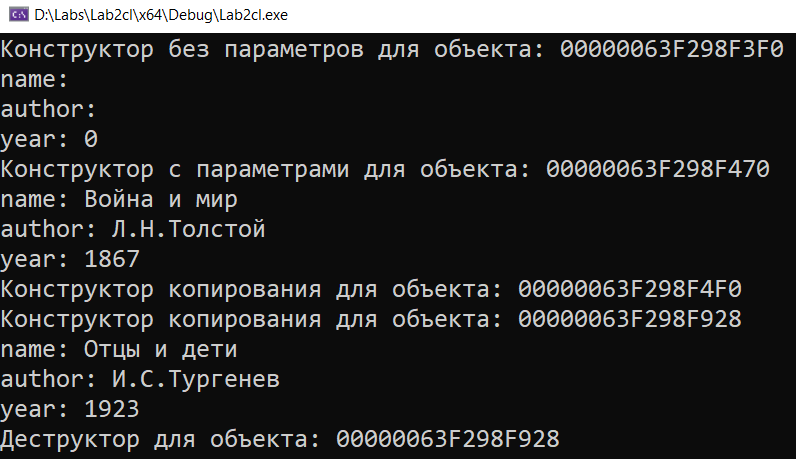 D:\Labs\Lab2cl\x64\Debug\Lab2cl.exe
Конструктор без параметров для объекта: 00000063F298F3F0
name:
author:
year: 0
Конструктор с параметрами для объекта: 00000063F298F470
name: Война и мир
author: Л.Н.Толстой
year: 1867
Конструктор копирования для объекта: 00000063F298F4F0
Конструктор копирования для объекта: 00000063F298F928
name: Отцы и дети
author: И.С.Тургенев
year: 1923
Деструктор для объекта: 00000063F298F928